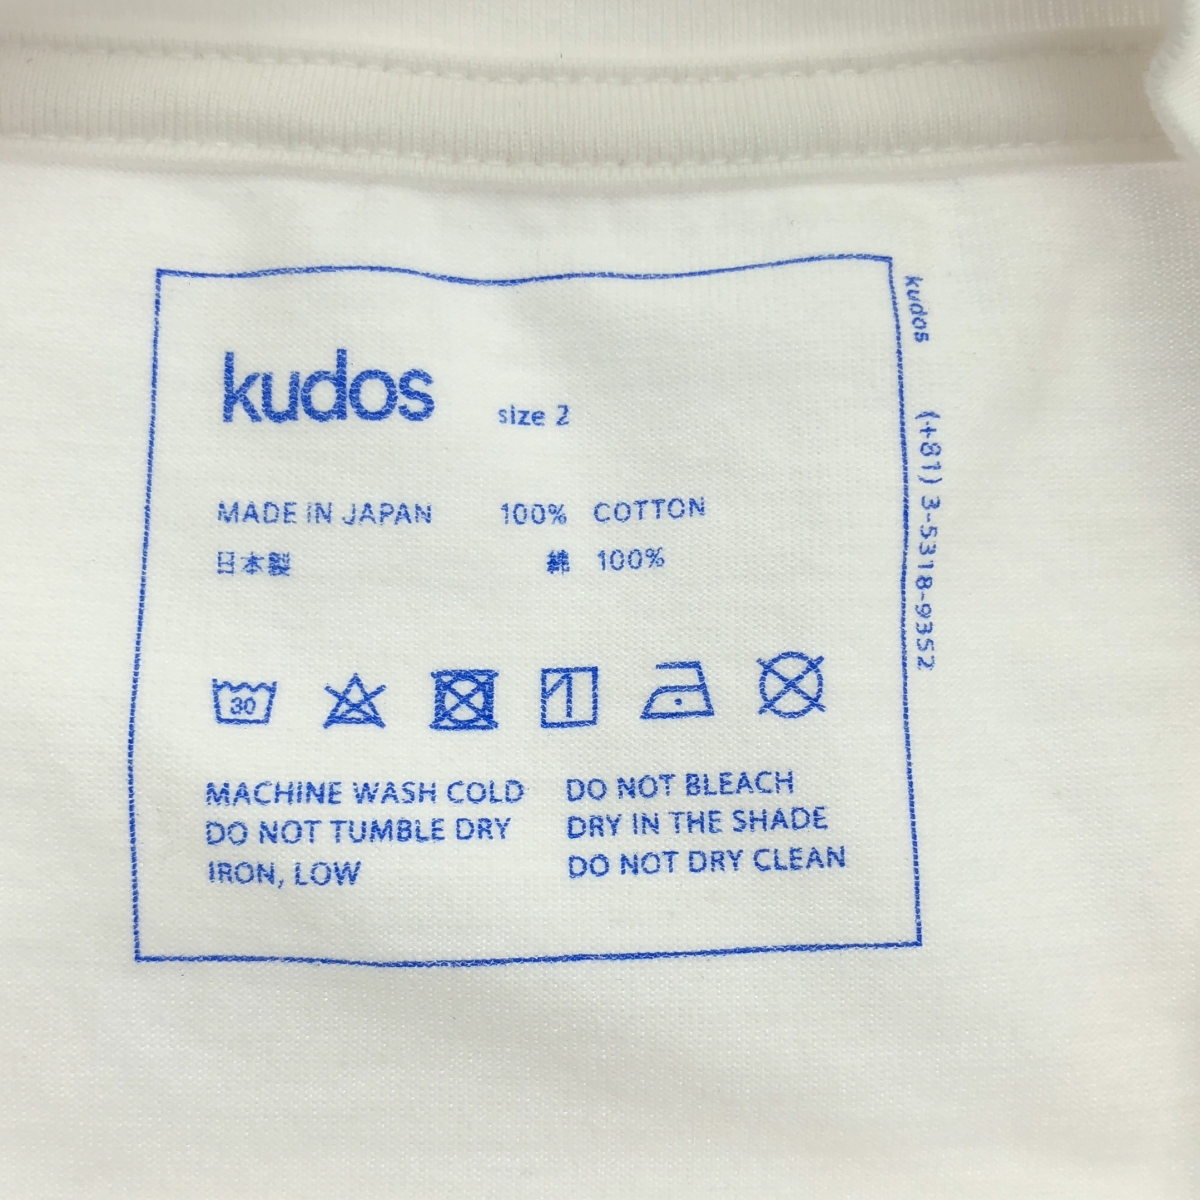 kudos size 2
MADE IN JAPAN 100% COTTON
日本製 綿 100%
30
MACHINE WASH COLD DO NOT BLEACH
DO NOT TUMBLE DRY DRY IN THE SHADE
IRON, LOW DO NOT DRY CLEAN
kudos (+81) 3-5318-9352